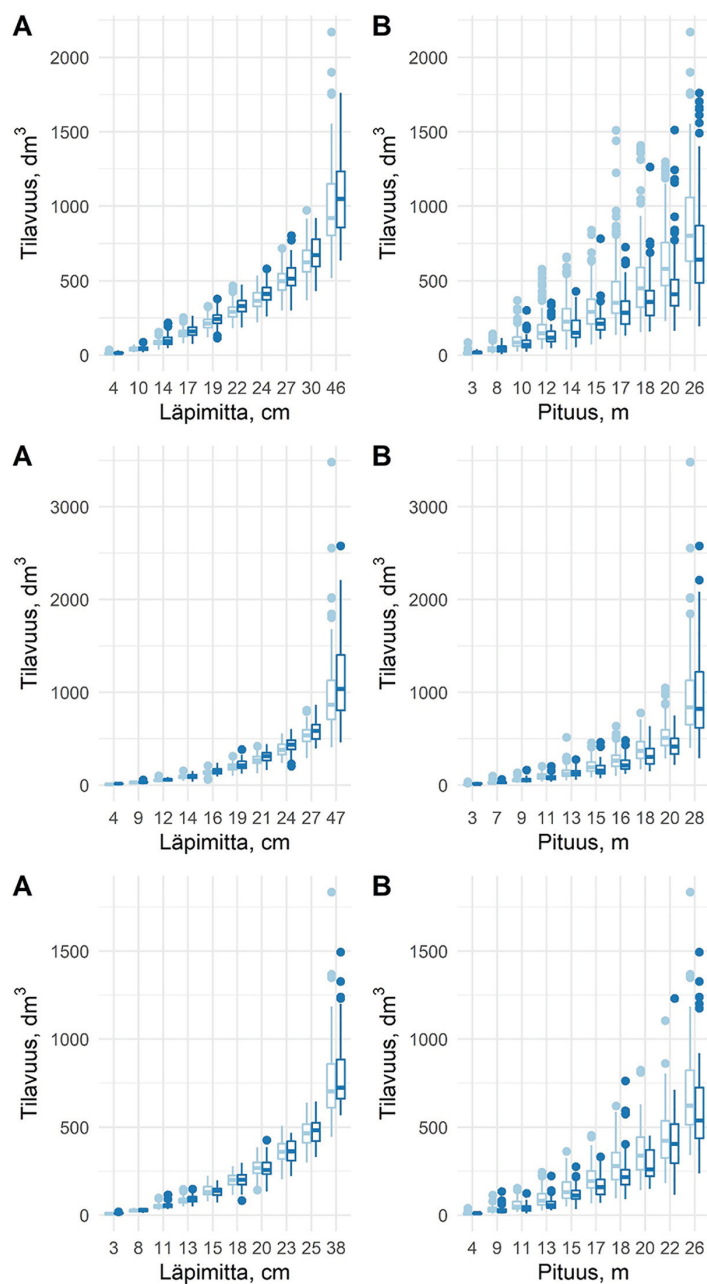 A
Tilavuus, dm³
2000
1500
1000
500
0
4 10 14 17 19 22 24 27 30 46
Läpimitta, cm
B
Tilavuus, dm³
2000
1500
1000
500
0
3 8 10 12 14 15 17 18 20 26
Pituus, m
A
Tilavuus, dm³
3000
2000
1000
0
4 9 12 14 16 19 21 24 27 47
Läpimitta, cm
B
Tilavuus, dm³
3000
2000
1000
0
3 7 9 11 13 15 16 18 20 28
Pituus, m
A
Tilavuus, dm³
1500
1000
500
0
3 8 11 13 15 18 20 23 25 38
Läpimitta, cm
B
Tilavuus, dm³
1500
1000
500
0
4 9 11 13 15 17 18 20 22 26
Pituus, m